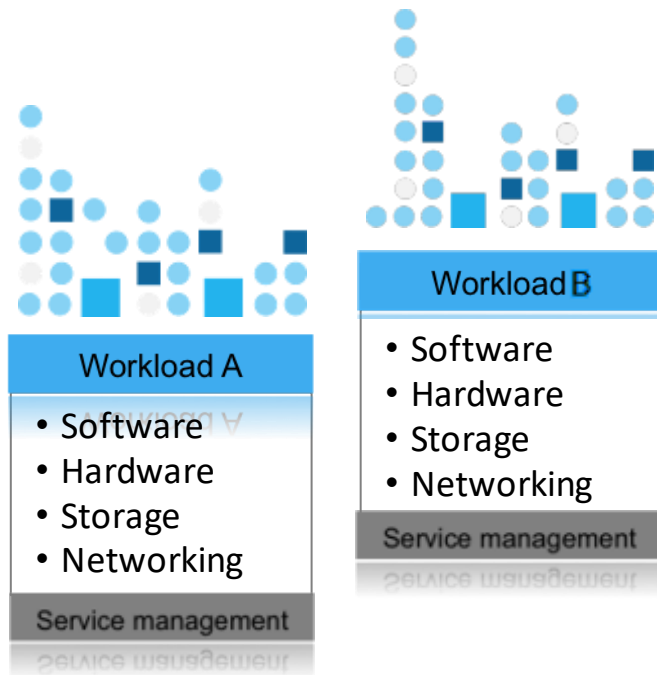 Workload A
• Software
• Hardware
• Storage
• Networking
Service management
Workload B
• Software
• Hardware
• Storage
• Networking
Service management